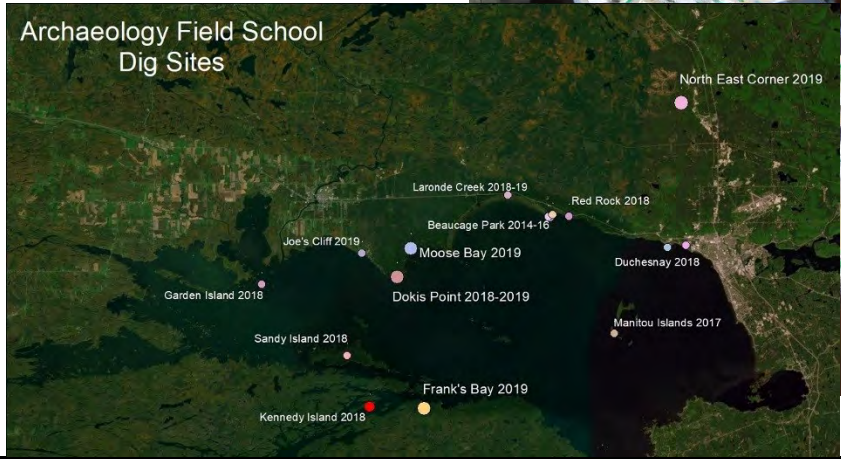 Archaeology Field School
Dig Sites
North East Corner 2019
Laronde Creek 2018-19
Red Rock 2018
Beaucage Park 2014-16
Joe's Cliff 2019
Moose Bay 2019
Duchesnay 2018
Garden Island 2018
Dokis Point 2018-2019
Manitou Islands 2017
Sandy Island 2018
Frank's Bay 2019
Kennedy Island 2018